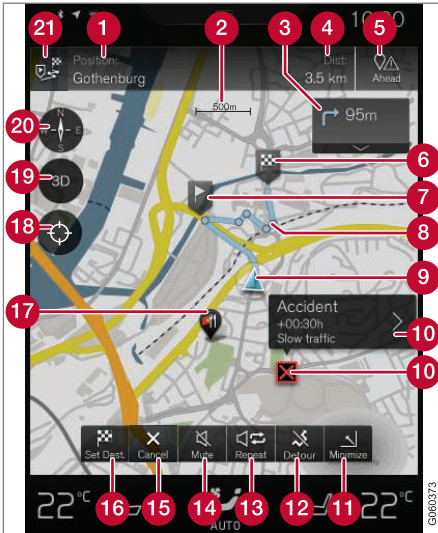 21 1 2 3 4 5
10:00
Position:
Gothenburg
Dist:
3.5 km
Ahead
500m
95m
6
7
20
N
W E
S
19
3D
8
18
9
Accident
+00:30h
Slow traffic
10
17
10
Set Dest.
Cancel
Mute
Repeat
Detour
Minimize
16 15 14 13 12 11
22°C
AUTO
22°C
G060373